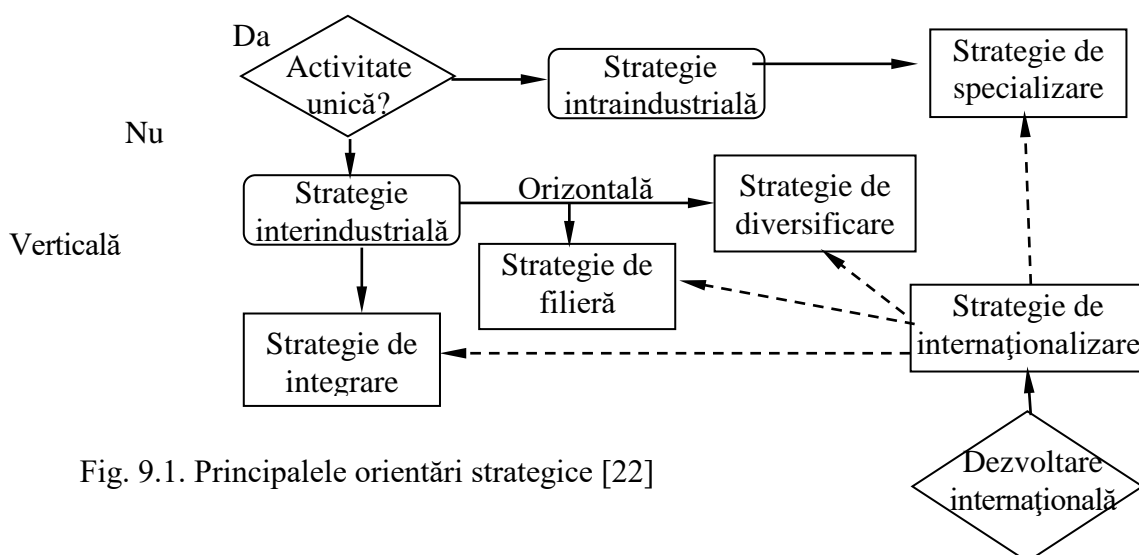 Da
Activitate
unică?
Strategie
intraindustrială
Strategie de
specializare
Nu
Strategie
interindustrială
Orizontală
Strategie de
diversificare
Verticală
Strategie de
filieră
Strategie de
internaţionalizare
Strategie de
integrare
Dezvoltare
internaţională
Fig. 9.1. Principalele orientări strategice [22]